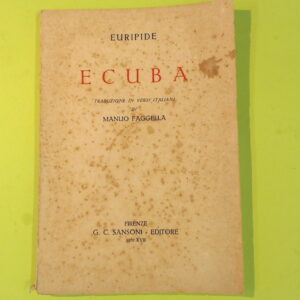 EURIPIDE
ECUBA
TRADUZIONE IN VERSI ITALIANI
DI
MANLIO FAGGELLA
FIRENZE
G. C. SANSONI - EDITORE